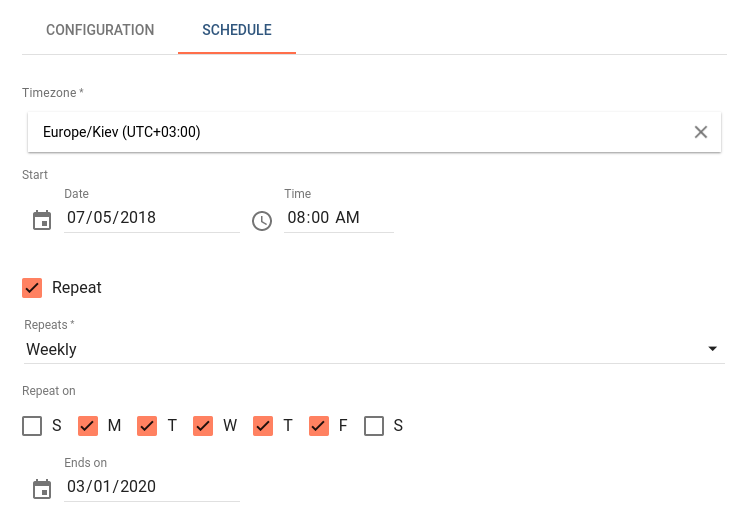 CONFIGURATION SCHEDULE
Timezone *
Europe/Kiev (UTC+03:00)
Start
Date Time
07/05/2018 08:00 AM
Repeat
Repeats *
Weekly
Repeat on
S M T W T F S
Ends on
03/01/2020